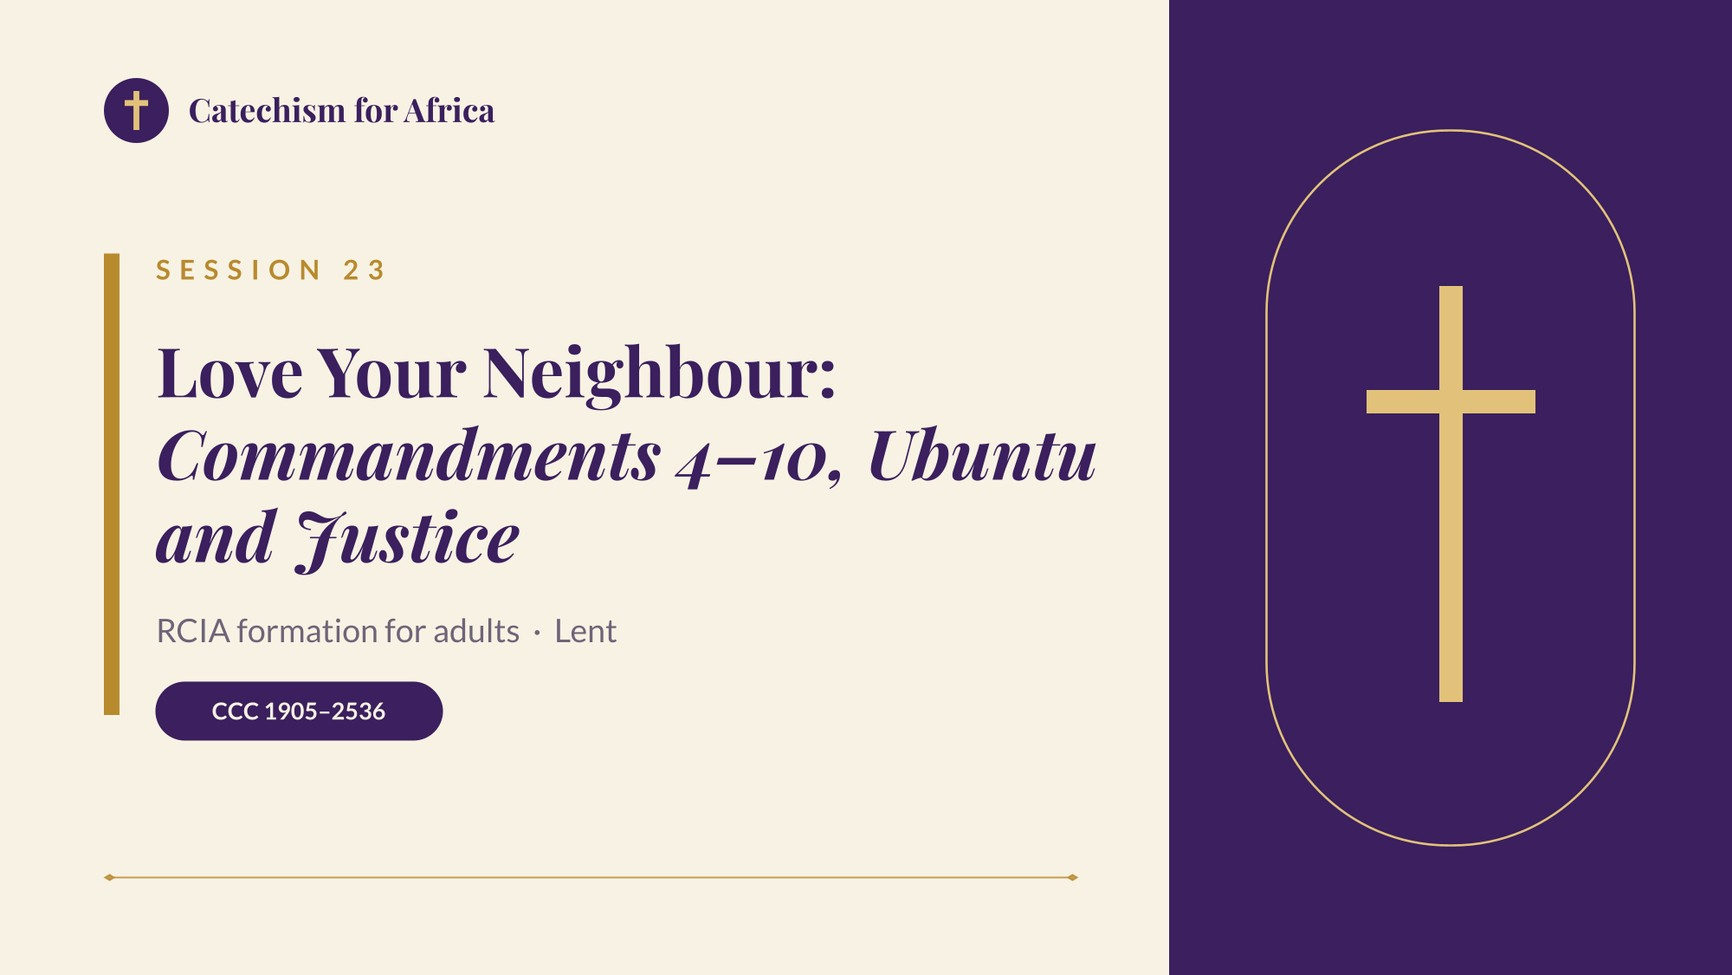 Catechism for Africa
SESSION 23
Love Your Neighbour:
Commandments 4–10, Ubuntu
and Justice
RCIA formation for adults · Lent
CCC 1905–2536